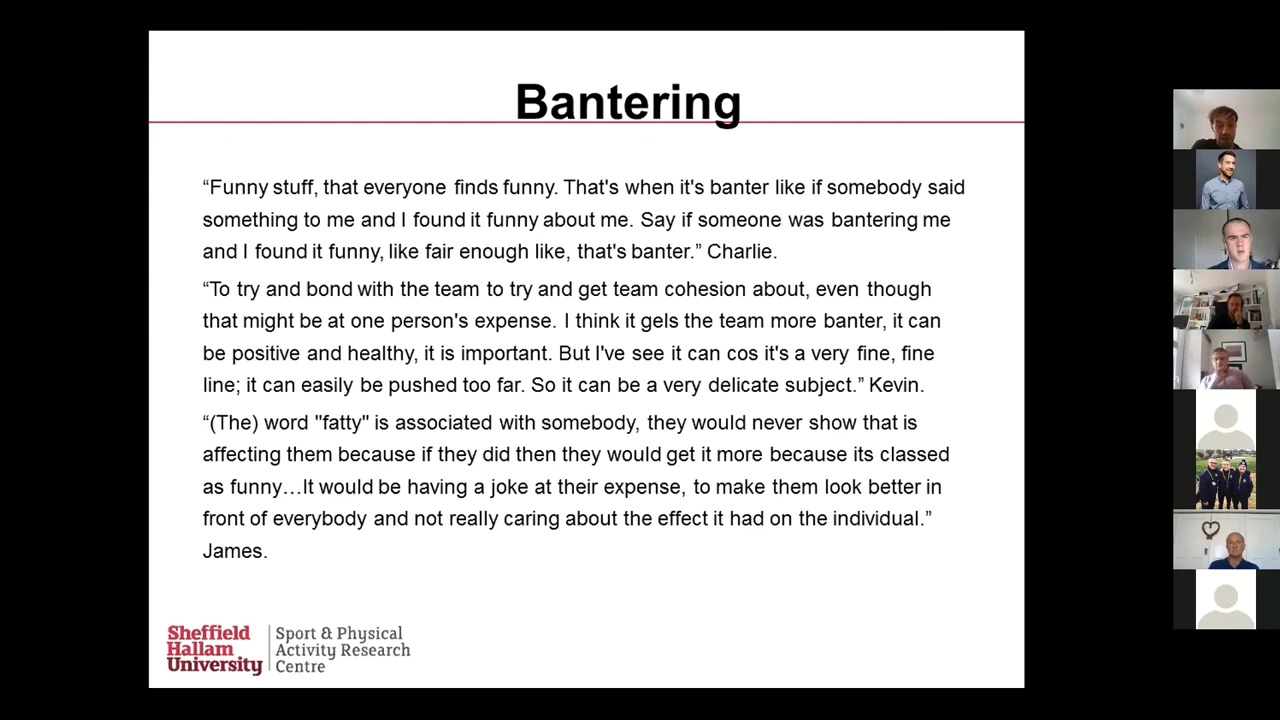 Bantering
“Funny stuff, that everyone finds funny. That's when it's banter like if somebody said
something to me and I found it funny about me. Say if someone was bantering me
and I found it funny, like fair enough like, that's banter.” Charlie.
“To try and bond with the team to try and get team cohesion about, even though
that might be at one person's expense. I think it gels the team more banter, it can
be positive and healthy, it is important. But I've see it can cos it's a very fine, fine
line; it can easily be pushed too far. So it can be a very delicate subject.” Kevin.
“(The) word "fatty" is associated with somebody, they would never show that is
affecting them because if they did then they would get it more because its classed
as funny…It would be having a joke at their expense, to make them look better in
front of everybody and not really caring about the effect it had on the individual.”
James.
Sheffield
Hallam
University
Sport & Physical
Activity Research
Centre